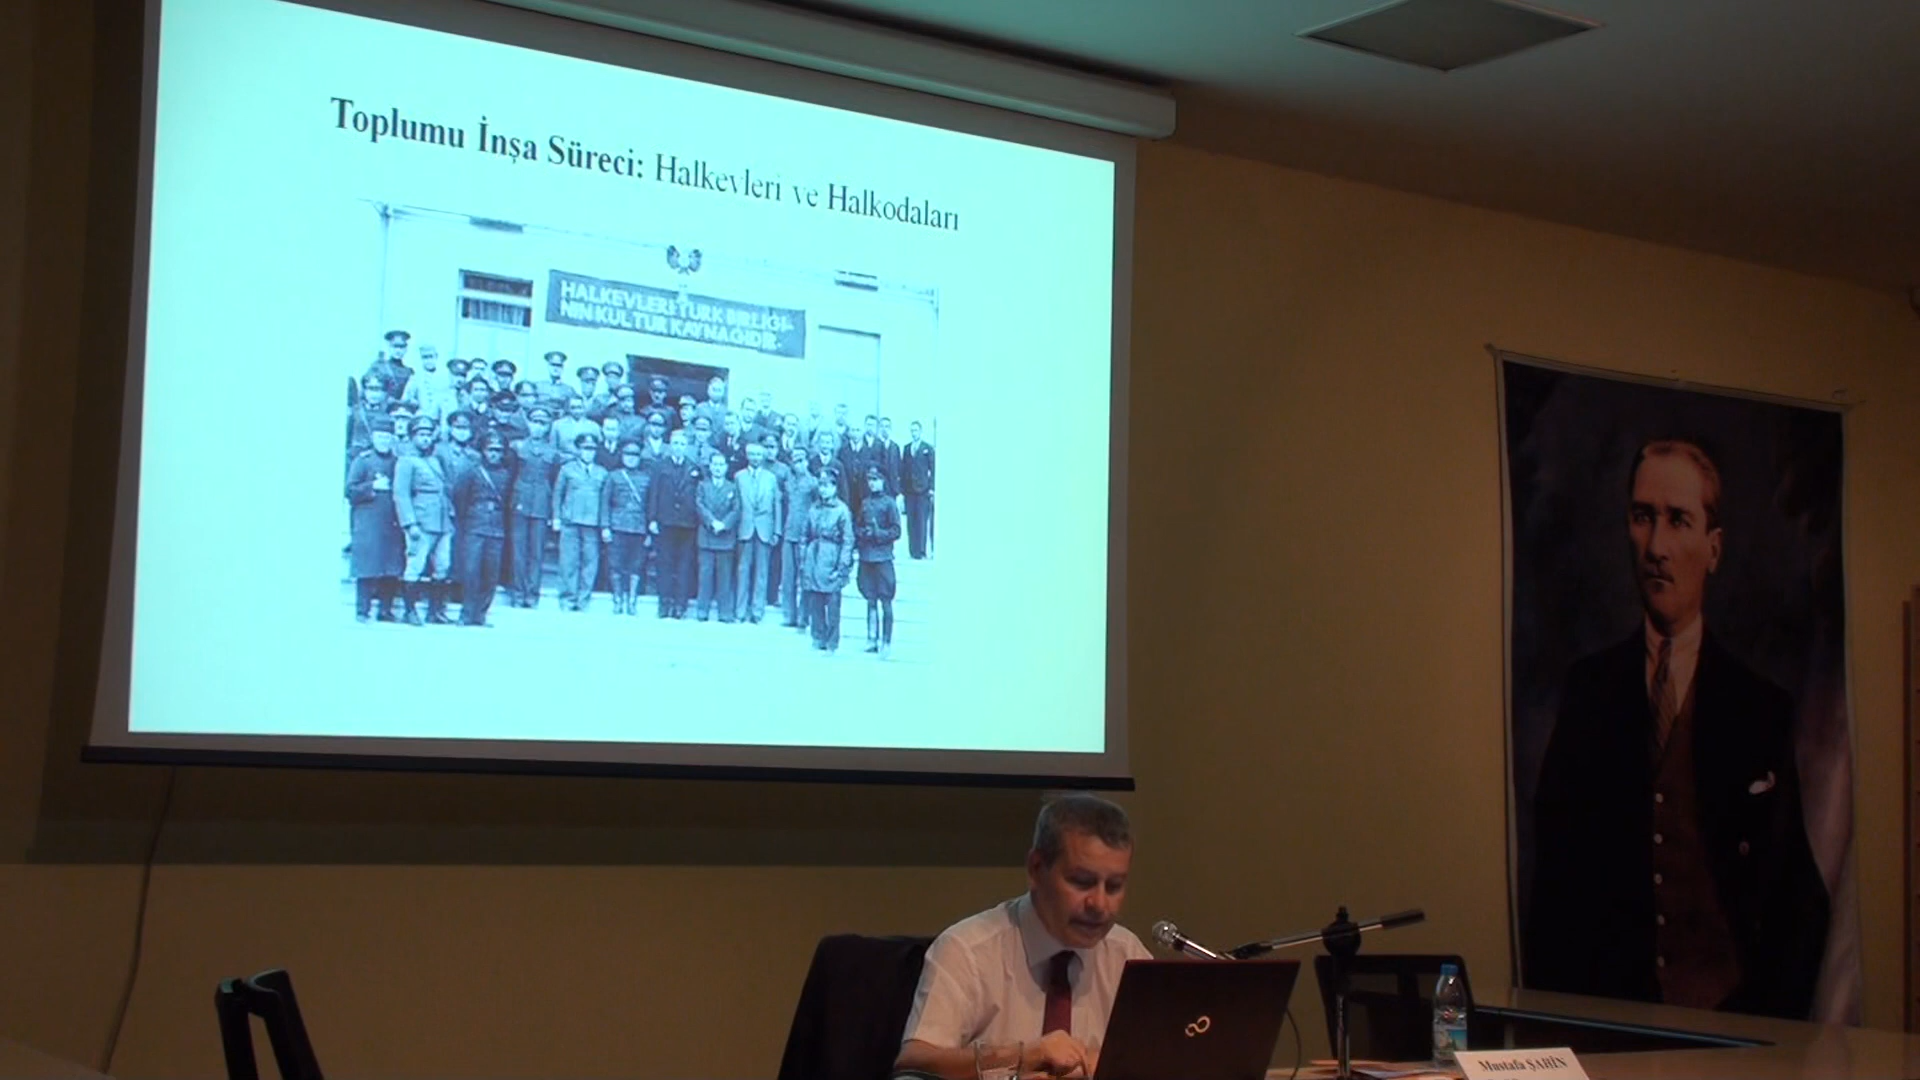 Toplumu İnşa Süreci: Halkevleri ve Halkodaları
HALKEVLERİ TÜRK BİRLİĞİ-
NİN KÜLTÜR KAYNAĞIDIR.
Mustafa ŞAHİN